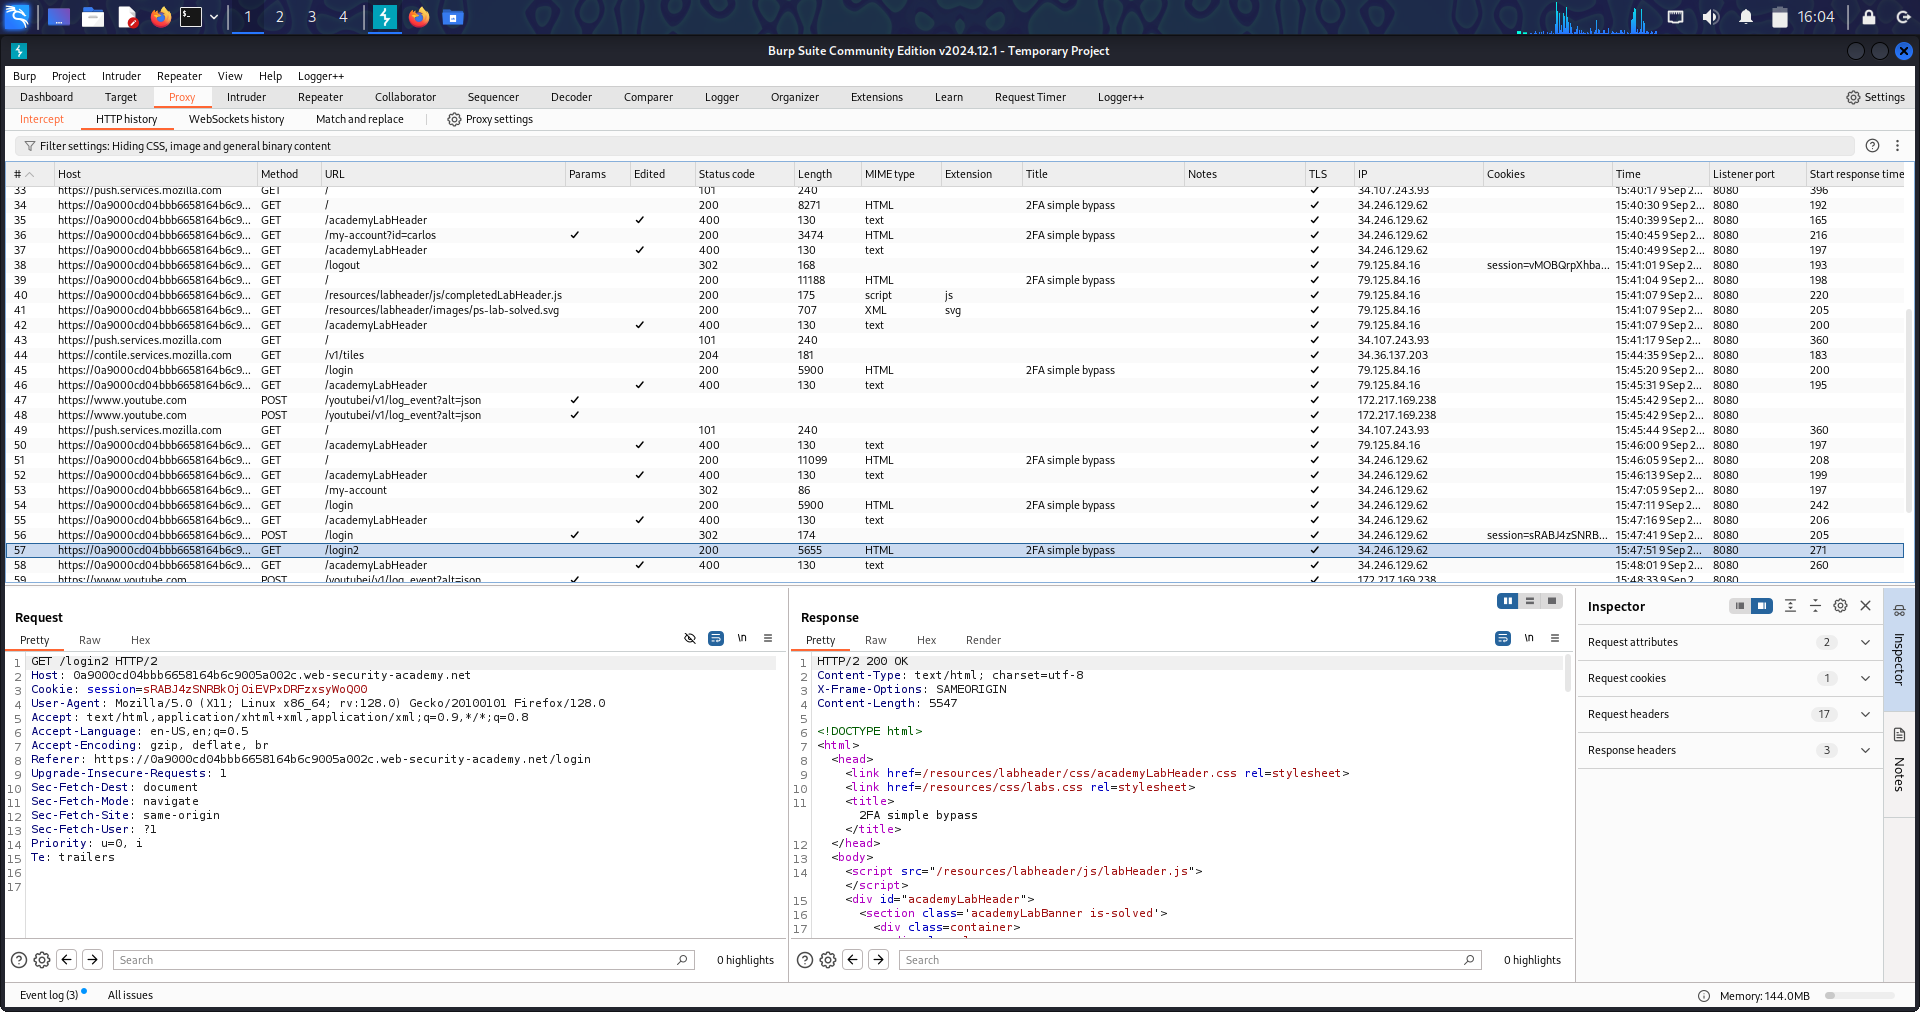 1 2 3 4 16:04
Burp Suite Community Edition v2024.12.1 - Temporary Project
Burp Project Intruder Repeater View Help Logger++
Dashboard Target Proxy Intruder Repeater Collaborator Sequencer Decoder Comparer Logger Organizer Extensions Learn Request Timer Logger++ Settings
Intercept HTTP history WebSockets history Match and replace Proxy settings
Filter settings: Hiding CSS, image and general binary content
# Host Method URL Params Edited Status code Length MIME type Extension Title Notes TLS IP Cookies Time Listener port Start response time
33 https://push.services.mozilla.com GET / 101 240 ✓ 34.107.243.93 15:40:17 9 Sep 2... 8080 396
34 https://0a9000cd04bbb6658164b6c9... GET / 200 8271 HTML 2FA simple bypass ✓ 34.246.129.62 15:40:30 9 Sep 2... 8080 192
35 https://0a9000cd04bbb6658164b6c9... GET /academyLabHeader ✓ 400 130 text ✓ 34.246.129.62 15:40:39 9 Sep 2... 8080 165
36 https://0a9000cd04bbb6658164b6c9... GET /my-account?id=carlos ✓ 200 3474 HTML 2FA simple bypass ✓ 34.246.129.62 15:40:45 9 Sep 2... 8080 216
37 https://0a9000cd04bbb6658164b6c9... GET /academyLabHeader ✓ 400 130 text ✓ 34.246.129.62 15:40:49 9 Sep 2... 8080 197
38 https://0a9000cd04bbb6658164b6c9... GET /logout 302 168 ✓ 79.125.84.16 session=vMOBQrpXhba... 15:41:01 9 Sep 2... 8080 193
39 https://0a9000cd04bbb6658164b6c9... GET / 200 11188 HTML 2FA simple bypass ✓ 79.125.84.16 15:41:04 9 Sep 2... 8080 198
40 https://0a9000cd04bbb6658164b6c9... GET /resources/labheader/js/completedLabHeader.js 200 175 script js ✓ 79.125.84.16 15:41:07 9 Sep 2... 8080 220
41 https://0a9000cd04bbb6658164b6c9... GET /resources/labheader/images/ps-lab-solved.svg 200 707 XML svg ✓ 79.125.84.16 15:41:07 9 Sep 2... 8080 205
42 https://0a9000cd04bbb6658164b6c9... GET /academyLabHeader ✓ 400 130 text ✓ 79.125.84.16 15:41:07 9 Sep 2... 8080 200
43 https://push.services.mozilla.com GET / 101 240 ✓ 34.107.243.93 15:41:17 9 Sep 2... 8080 360
44 https://contile.services.mozilla.com GET /v1/tiles 204 181 ✓ 34.36.137.203 15:44:35 9 Sep 2... 8080 183
45 https://0a9000cd04bbb6658164b6c9... GET /login 200 5900 HTML 2FA simple bypass ✓ 79.125.84.16 15:45:20 9 Sep 2... 8080 200
46 https://0a9000cd04bbb6658164b6c9... GET /academyLabHeader ✓ 400 130 text ✓ 79.125.84.16 15:45:31 9 Sep 2... 8080 195
47 https://www.youtube.com POST /youtubei/v1/log_event?alt=json ✓ ✓ 172.217.169.238 15:45:42 9 Sep 2... 8080
48 https://www.youtube.com POST /youtubei/v1/log_event?alt=json ✓ ✓ 172.217.169.238 15:45:42 9 Sep 2... 8080
49 https://push.services.mozilla.com GET / 101 240 ✓ 34.107.243.93 15:45:44 9 Sep 2... 8080 360
50 https://0a9000cd04bbb6658164b6c9... GET /academyLabHeader ✓ 400 130 text ✓ 79.125.84.16 15:46:00 9 Sep 2... 8080 197
51 https://0a9000cd04bbb6658164b6c9... GET / 200 11099 HTML 2FA simple bypass ✓ 34.246.129.62 15:46:05 9 Sep 2... 8080 208
52 https://0a9000cd04bbb6658164b6c9... GET /academyLabHeader ✓ 400 130 text ✓ 34.246.129.62 15:46:13 9 Sep 2... 8080 199
53 https://0a9000cd04bbb6658164b6c9... GET /my-account 302 86 ✓ 34.246.129.62 15:47:05 9 Sep 2... 8080 197
54 https://0a9000cd04bbb6658164b6c9... GET /login 200 5900 HTML 2FA simple bypass ✓ 34.246.129.62 15:47:11 9 Sep 2... 8080 242
55 https://0a9000cd04bbb6658164b6c9... GET /academyLabHeader ✓ 400 130 text ✓ 34.246.129.62 15:47:16 9 Sep 2... 8080 206
56 https://0a9000cd04bbb6658164b6c9... POST /login ✓ 302 174 ✓ 34.246.129.62 session=sRABJ4zSNRB... 15:47:41 9 Sep 2... 8080 205
57 https://0a9000cd04bbb6658164b6c9... GET /login2 200 5655 HTML 2FA simple bypass ✓ 34.246.129.62 15:47:51 9 Sep 2... 8080 271
58 https://0a9000cd04bbb6658164b6c9... GET /academyLabHeader ✓ 400 130 text ✓ 34.246.129.62 15:48:01 9 Sep 2... 8080 260
59 https://www.youtube.com POST /youtubei/v1/log_event?alt=json ✓ ✓ 172.217.169.238 15:48:33 9 Sep 2... 8080
Request
Pretty Raw Hex \n
1 GET /login2 HTTP/2
2 Host: 0a9000cd04bbb6658164b6c9005a002c.web-security-academy.net
3 Cookie: session=sRABJ4zSNRBkOjOiEVPxDRFzxsyWoQ00
4 User-Agent: Mozilla/5.0 (X11; Linux x86_64; rv:128.0) Gecko/20100101 Firefox/128.0
5 Accept: text/html,application/xhtml+xml,application/xml;q=0.9,*/*;q=0.8
6 Accept-Language: en-US,en;q=0.5
7 Accept-Encoding: gzip, deflate, br
8 Referer: https://0a9000cd04bbb6658164b6c9005a002c.web-security-academy.net/login
9 Upgrade-Insecure-Requests: 1
10 Sec-Fetch-Dest: document
11 Sec-Fetch-Mode: navigate
12 Sec-Fetch-Site: same-origin
13 Sec-Fetch-User: ?1
14 Priority: u=0, i
15 Te: trailers
16
17
Search 0 highlights
Response
Pretty Raw Hex Render \n
1 HTTP/2 200 OK
2 Content-Type: text/html; charset=utf-8
3 X-Frame-Options: SAMEORIGIN
4 Content-Length: 5547
5
6 <!DOCTYPE html>
7 <html>
8 <head>
9 <link href=/resources/labheader/css/academyLabHeader.css rel=stylesheet>
10 <link href=/resources/css/labs.css rel=stylesheet>
11 <title>
2FA simple bypass
</title>
12 </head>
13 <body>
14 <script src="/resources/labheader/js/labHeader.js">
</script>
15 <div id="academyLabHeader">
16 <section class='academyLabBanner is-solved'>
17 <div class=container>
Search 0 highlights
Inspector
Request attributes 2
Request cookies 1
Request headers 17
Response headers 3
Inspector
Notes
Event log (3) All issues Memory: 144.0MB